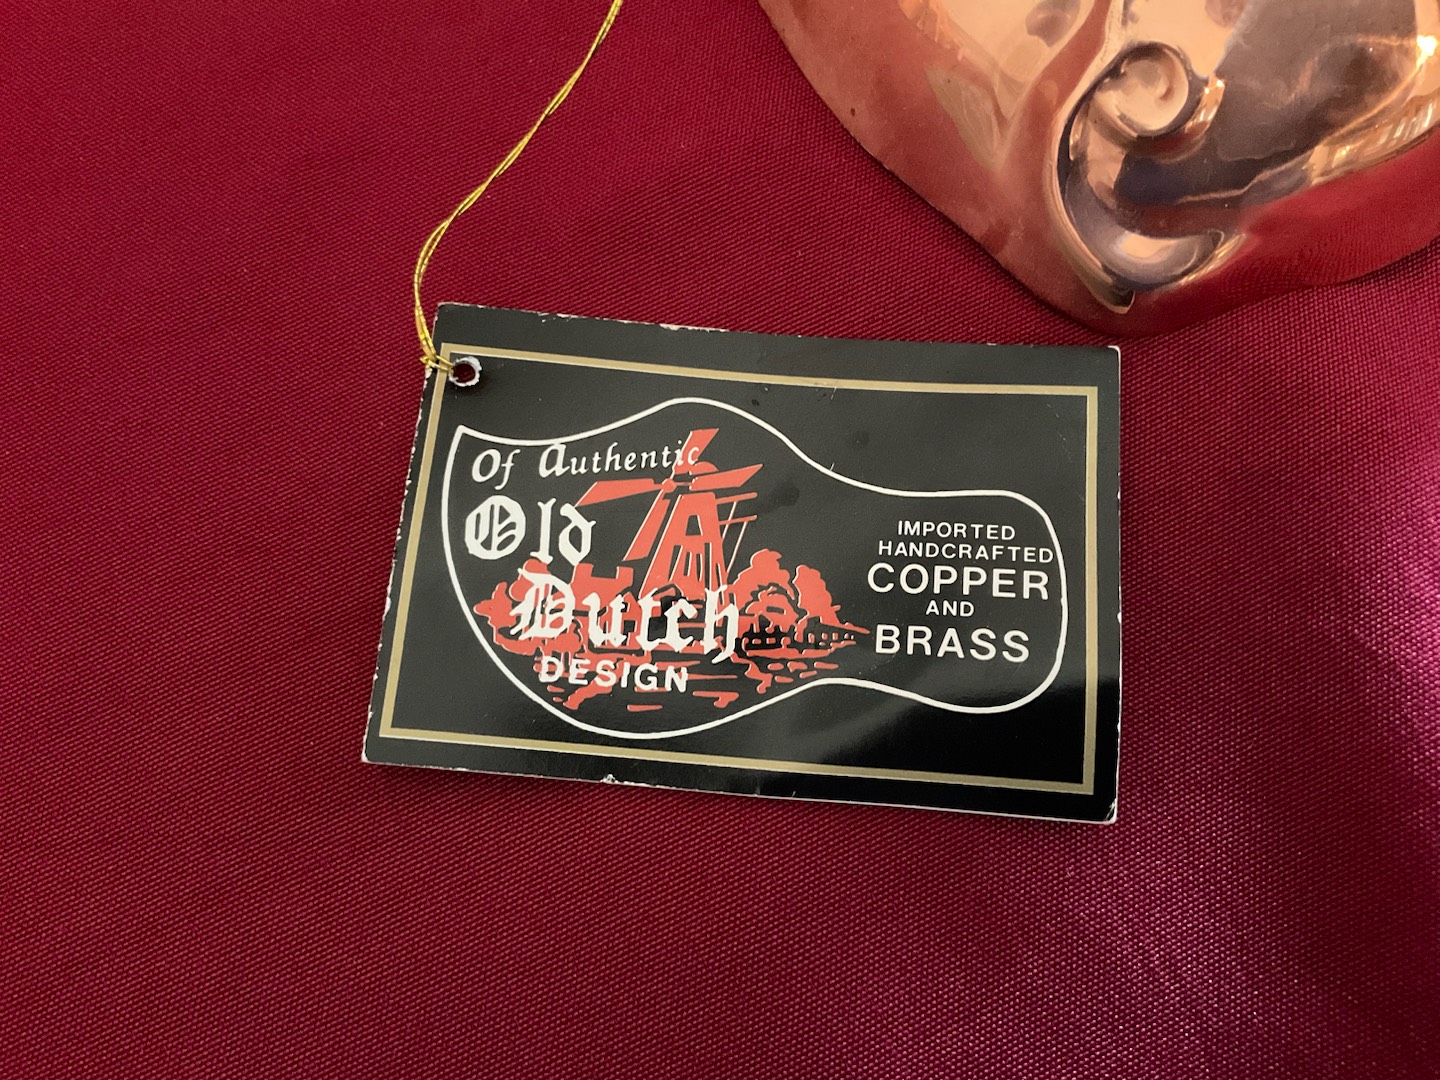 Of Authentic
Old
Dutch
DESIGN
IMPORTED
HANDCRAFTED
COPPER
AND
BRASS